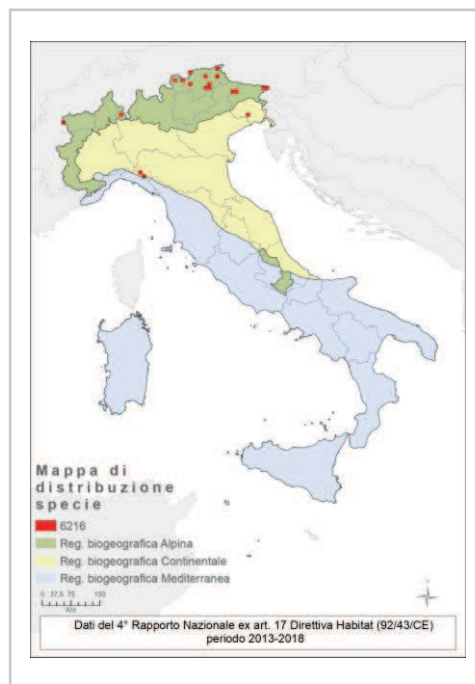 Mappa di
distribuzione
specie
6216
Reg. biogeografica Alpina
Reg. biogeografica Continentale
Reg. biogeografica Mediterranea
0 37,5 75 150
Km
Dati del 4° Rapporto Nazionale ex art. 17 Direttiva Habitat (92/43/CE)
periodo 2013-2018